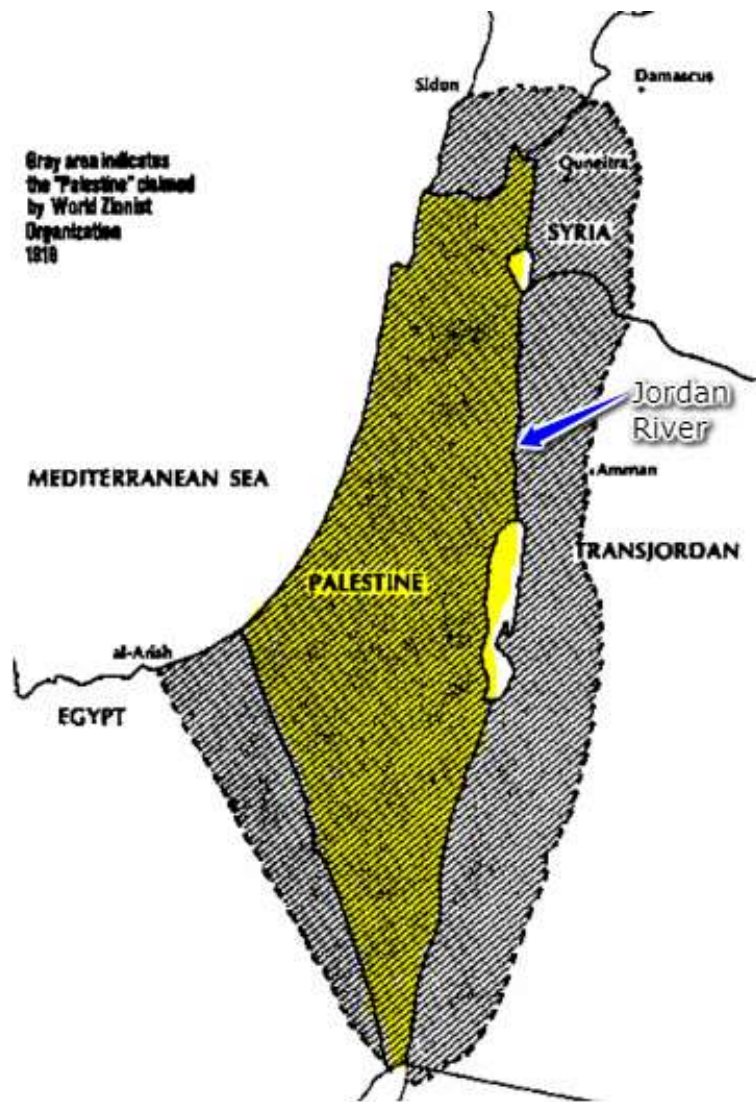 Sidon
Damascus
Gray area indicates
the "Palestine" claimed
by World Zionist
Organization
1919
Quneitra
SYRIA
Jordan
River
MEDITERRANEAN SEA
Amman
TRANSJORDAN
PALESTINE
al-Arish
EGYPT